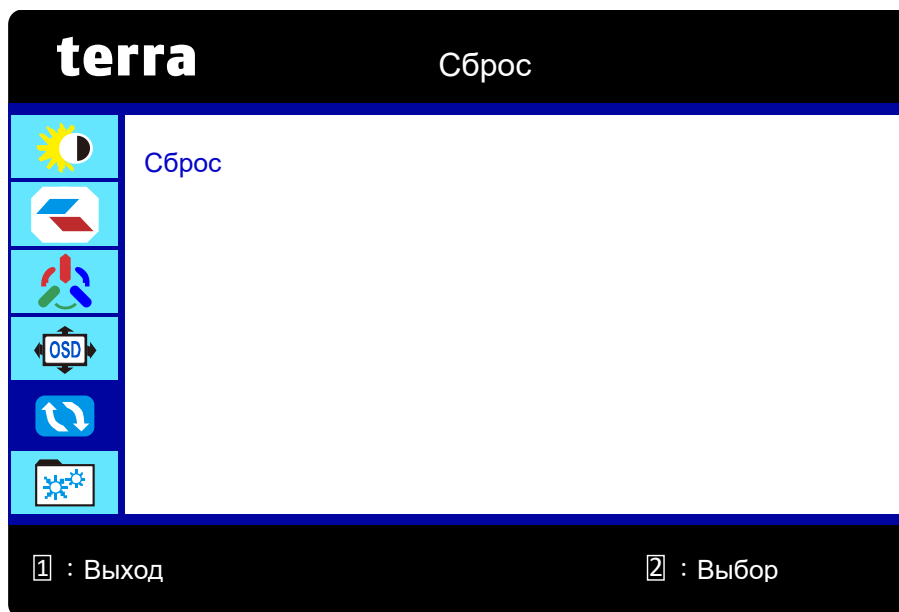 terra
Сброс
Сброс
OSD
1 : Выход
2 : Выбор